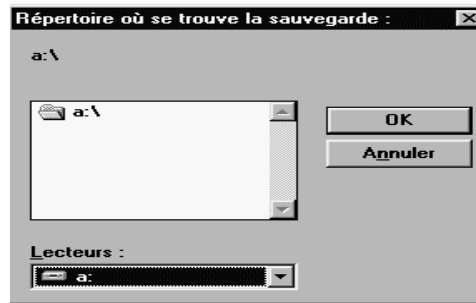 Répertoire où se trouve la sauvegarde :
a:\
a:\
OK
Annuler
Lecteurs :
a: